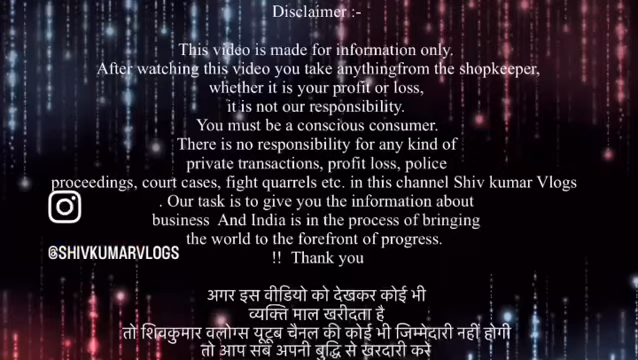 Disclaimer :-
This video is made for information only.
After watching this video you take anythingfrom the shopkeeper,
whether it is your profit or loss,
it is not our responsibility.
You must be a conscious consumer.
There is no responsibility for any kind of
private transactions, profit loss, police
proceedings, court cases, fight quarrels etc. in this channel Shiv kumar Vlogs
. Our task is to give you the information about
business And India is in the process of bringing
the world to the forefront of progress.
@SHIVKUMARVLOGS
!! Thank you
अगर इस वीडियो को देखकर कोई भी
व्यक्ति माल खरीदता है
तो शिवकुमार वलोग्स यूटूब चैनल की कोई भी जिम्मेदारी नहीं होगी
तो आप सब अपनी बुद्धि से खरदारी करें